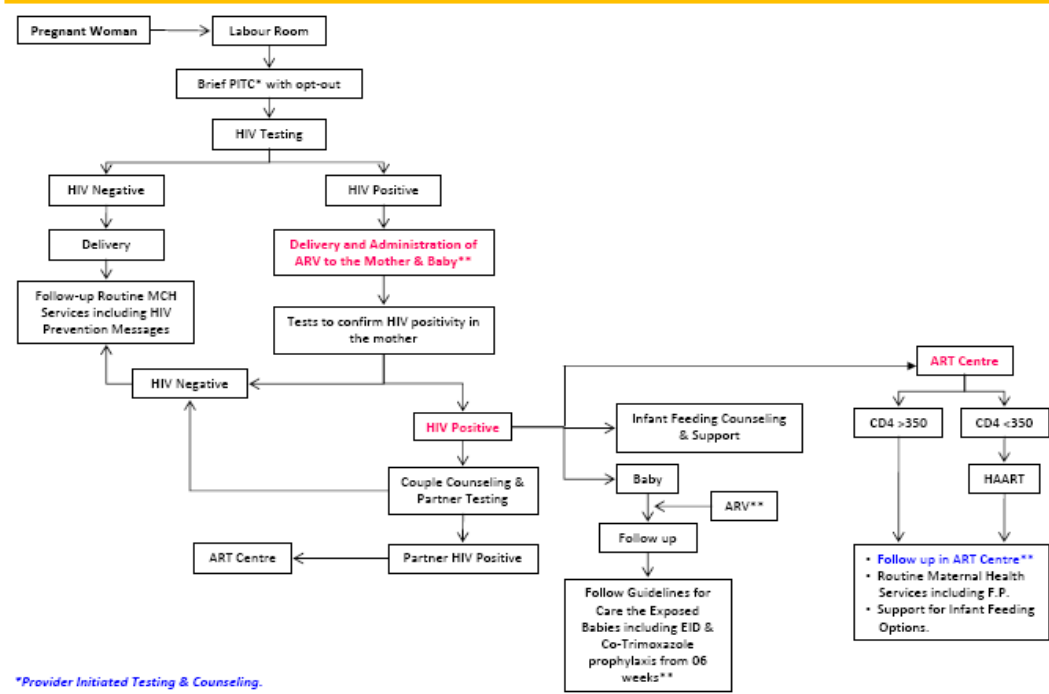 Pregnant Woman
Labour Room
Brief PITC* with opt-out
HIV Testing
HIV Negative
HIV Positive
Delivery
Delivery and Administration of
ARV to the Mother & Baby**
Follow-up Routine MCH
Services including HIV
Prevention Messages
Tests to confirm HIV positivity in
the mother
HIV Negative
HIV Positive
Couple Counseling &
Partner Testing
Partner HIV Positive
ART Centre
Infant Feeding Counseling
& Support
Baby
ARV**
Follow up
Follow Guidelines for
Care the Exposed
Babies including EID &
Co-Trimoxazole
prophylaxis from 06
weeks**
ART Centre
CD4 >350
CD4 <350
HAART
• Follow up in ART Centre**
• Routine Maternal Health
Services including F.P.
• Support for Infant Feeding
Options.
*Provider Initiated Testing & Counseling.